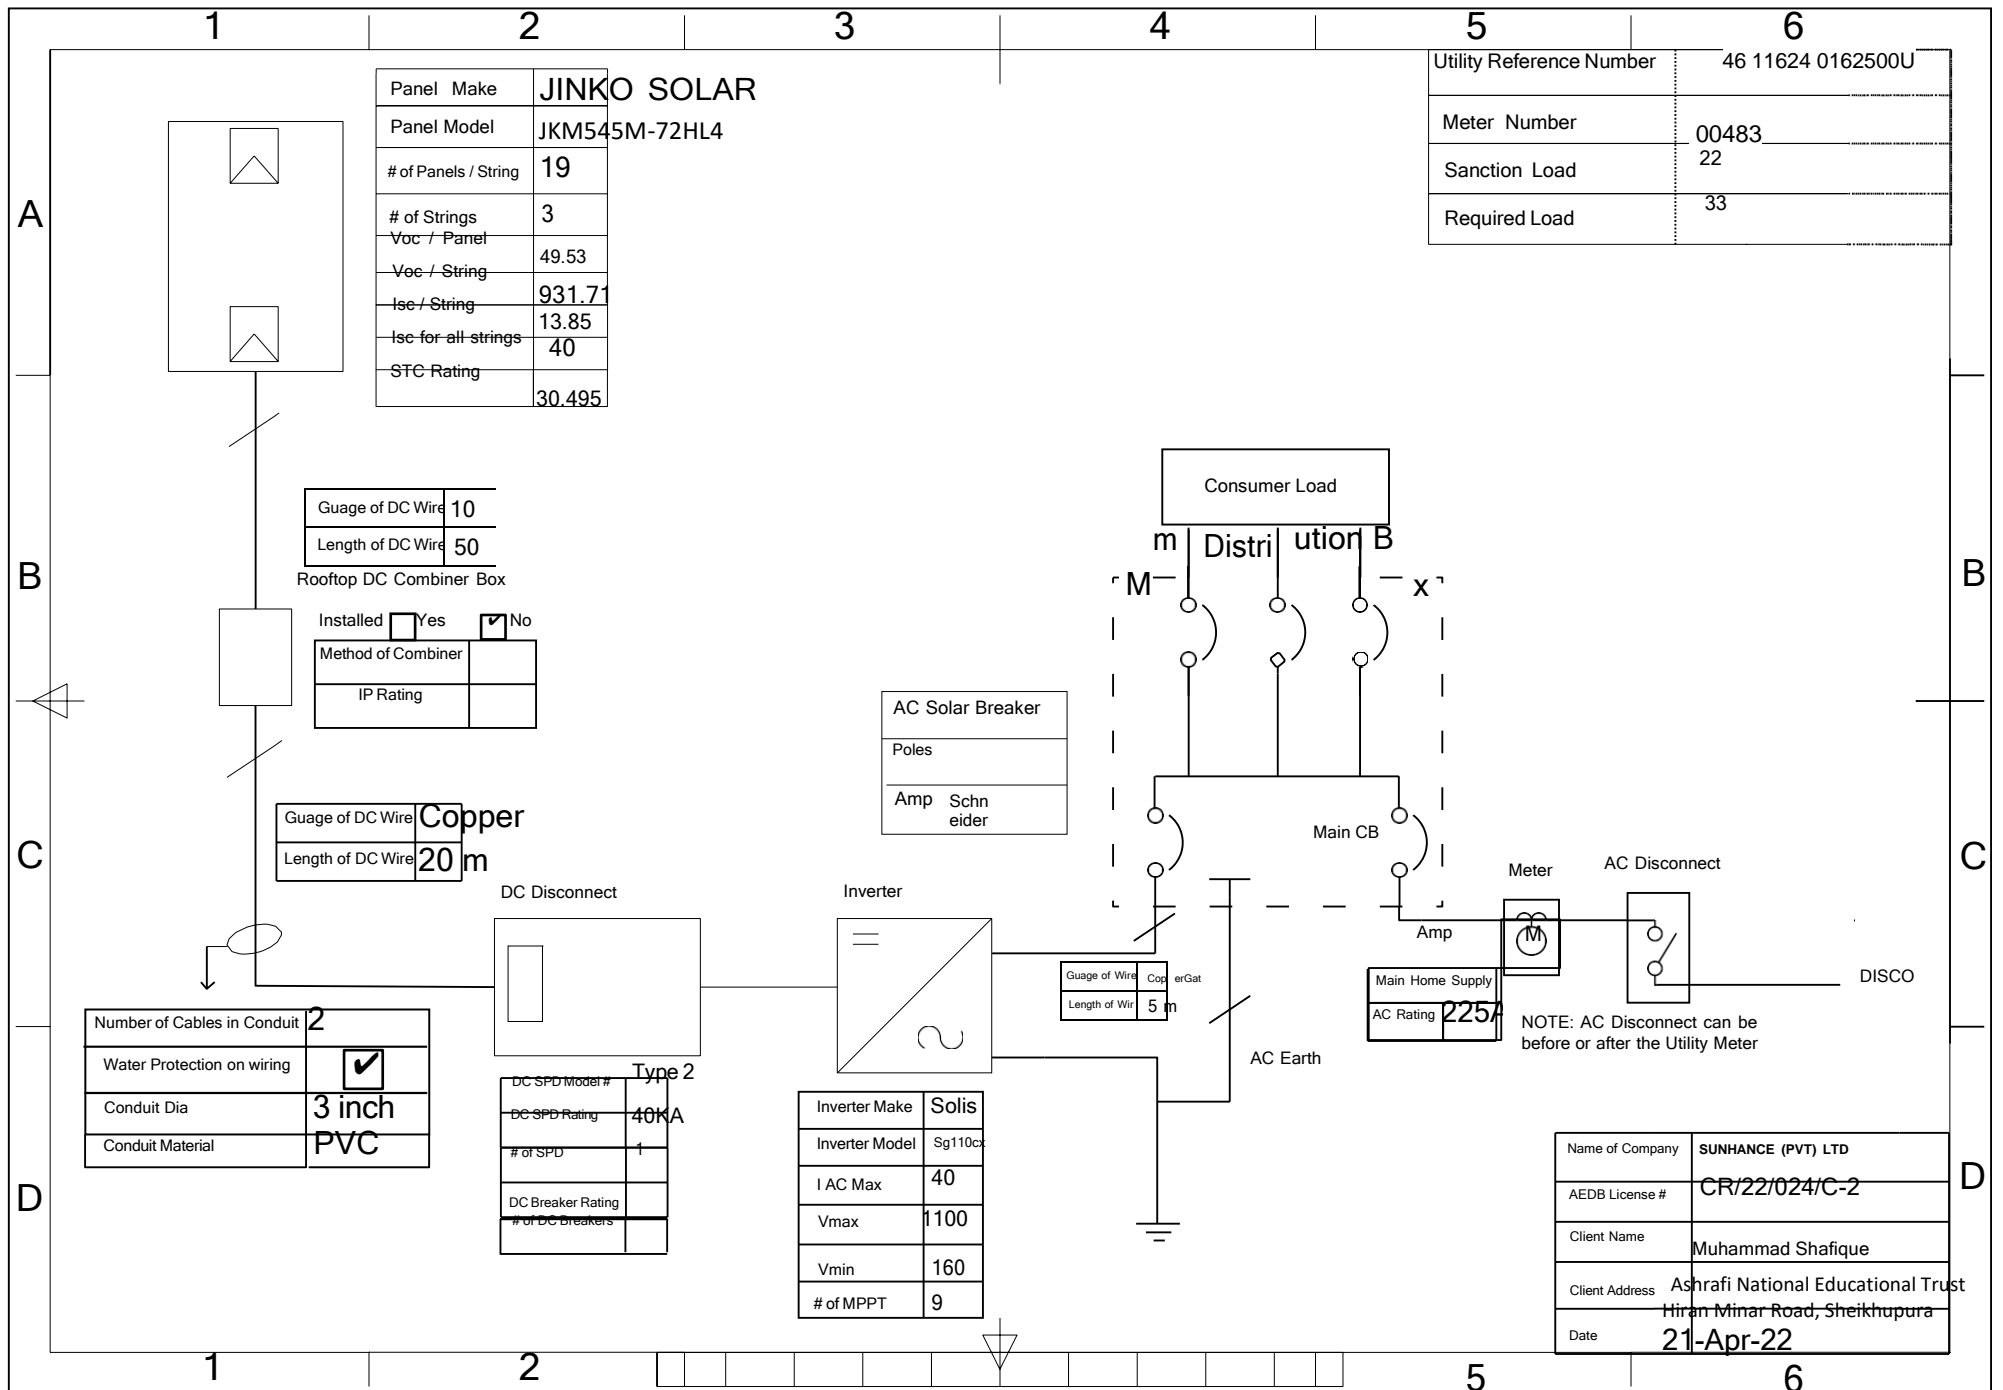 1 2 3 4 5 6
Panel Make JINKO SOLAR
Panel Model JKM545M-72HL4
# of Panels / String 19
# of Strings 3
Voc / Panel 49.53
Voc / String 931.71
Isc / String 13.85
Isc for all strings 40
STC Rating 30.495
Utility Reference Number 46 11624 0162500U
Meter Number 00483
Sanction Load 22
Required Load 33
A
B B
C C
D D
Guage of DC Wire 10
Length of DC Wire 50
Rooftop DC Combiner Box
Installed Yes ✔ No
Method of Combiner
IP Rating
Guage of DC Wire Copper
Length of DC Wire 20 m
Number of Cables in Conduit 2
Water Protection on wiring ✔
Conduit Dia 3 inch
Conduit Material PVC
DC Disconnect
DC SPD Model # Type 2
DC SPD Rating 40KA
# of SPD 1
DC Breaker Rating
# of DC Breakers
Inverter
Inverter Make Solis
Inverter Model Sg110cx
I AC Max 40
Vmax 1100
Vmin 160
# of MPPT 9
AC Solar Breaker
Poles
Amp Schn
eider
Consumer Load
m Distri ution B
M x
Main CB
Guage of Wire Cop erGat
Length of Wir 5 m
AC Earth
Amp
Meter
M
AC Disconnect
DISCO
Main Home Supply
AC Rating 225A
NOTE: AC Disconnect can be
before or after the Utility Meter
Name of Company SUNHANCE (PVT) LTD
AEDB License # CR/22/024/C-2
Client Name Muhammad Shafique
Client Address Ashrafi National Educational Trust
Hiran Minar Road, Sheikhupura
Date 21-Apr-22
1 2 5 6